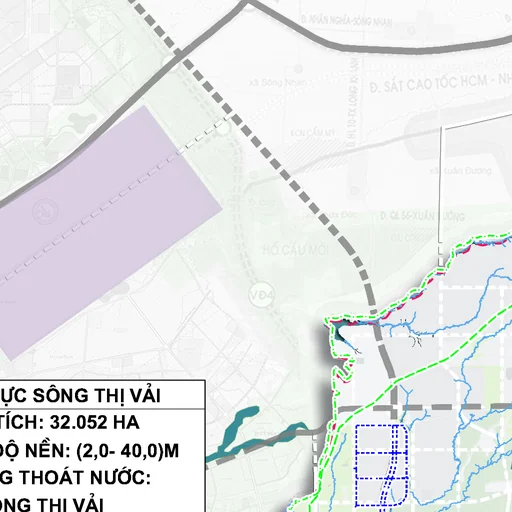 Đ. NHÂN NGHĨA-SÔNG NHẠN
xã Sông Nhạn
Đ. SẮT CAO TỐC HCM - NH
xã Xuân Đường
Đ. QL 56-XUÂN ĐƯỜNG
HỒ CẦU MỚI
VĐ4
ỰC SÔNG THỊ VẢI
TÍCH: 32.052 HA
ĐỘ NỀN: (2,0- 40,0)M
G THOÁT NƯỚC:
ÔNG THỊ VẢI